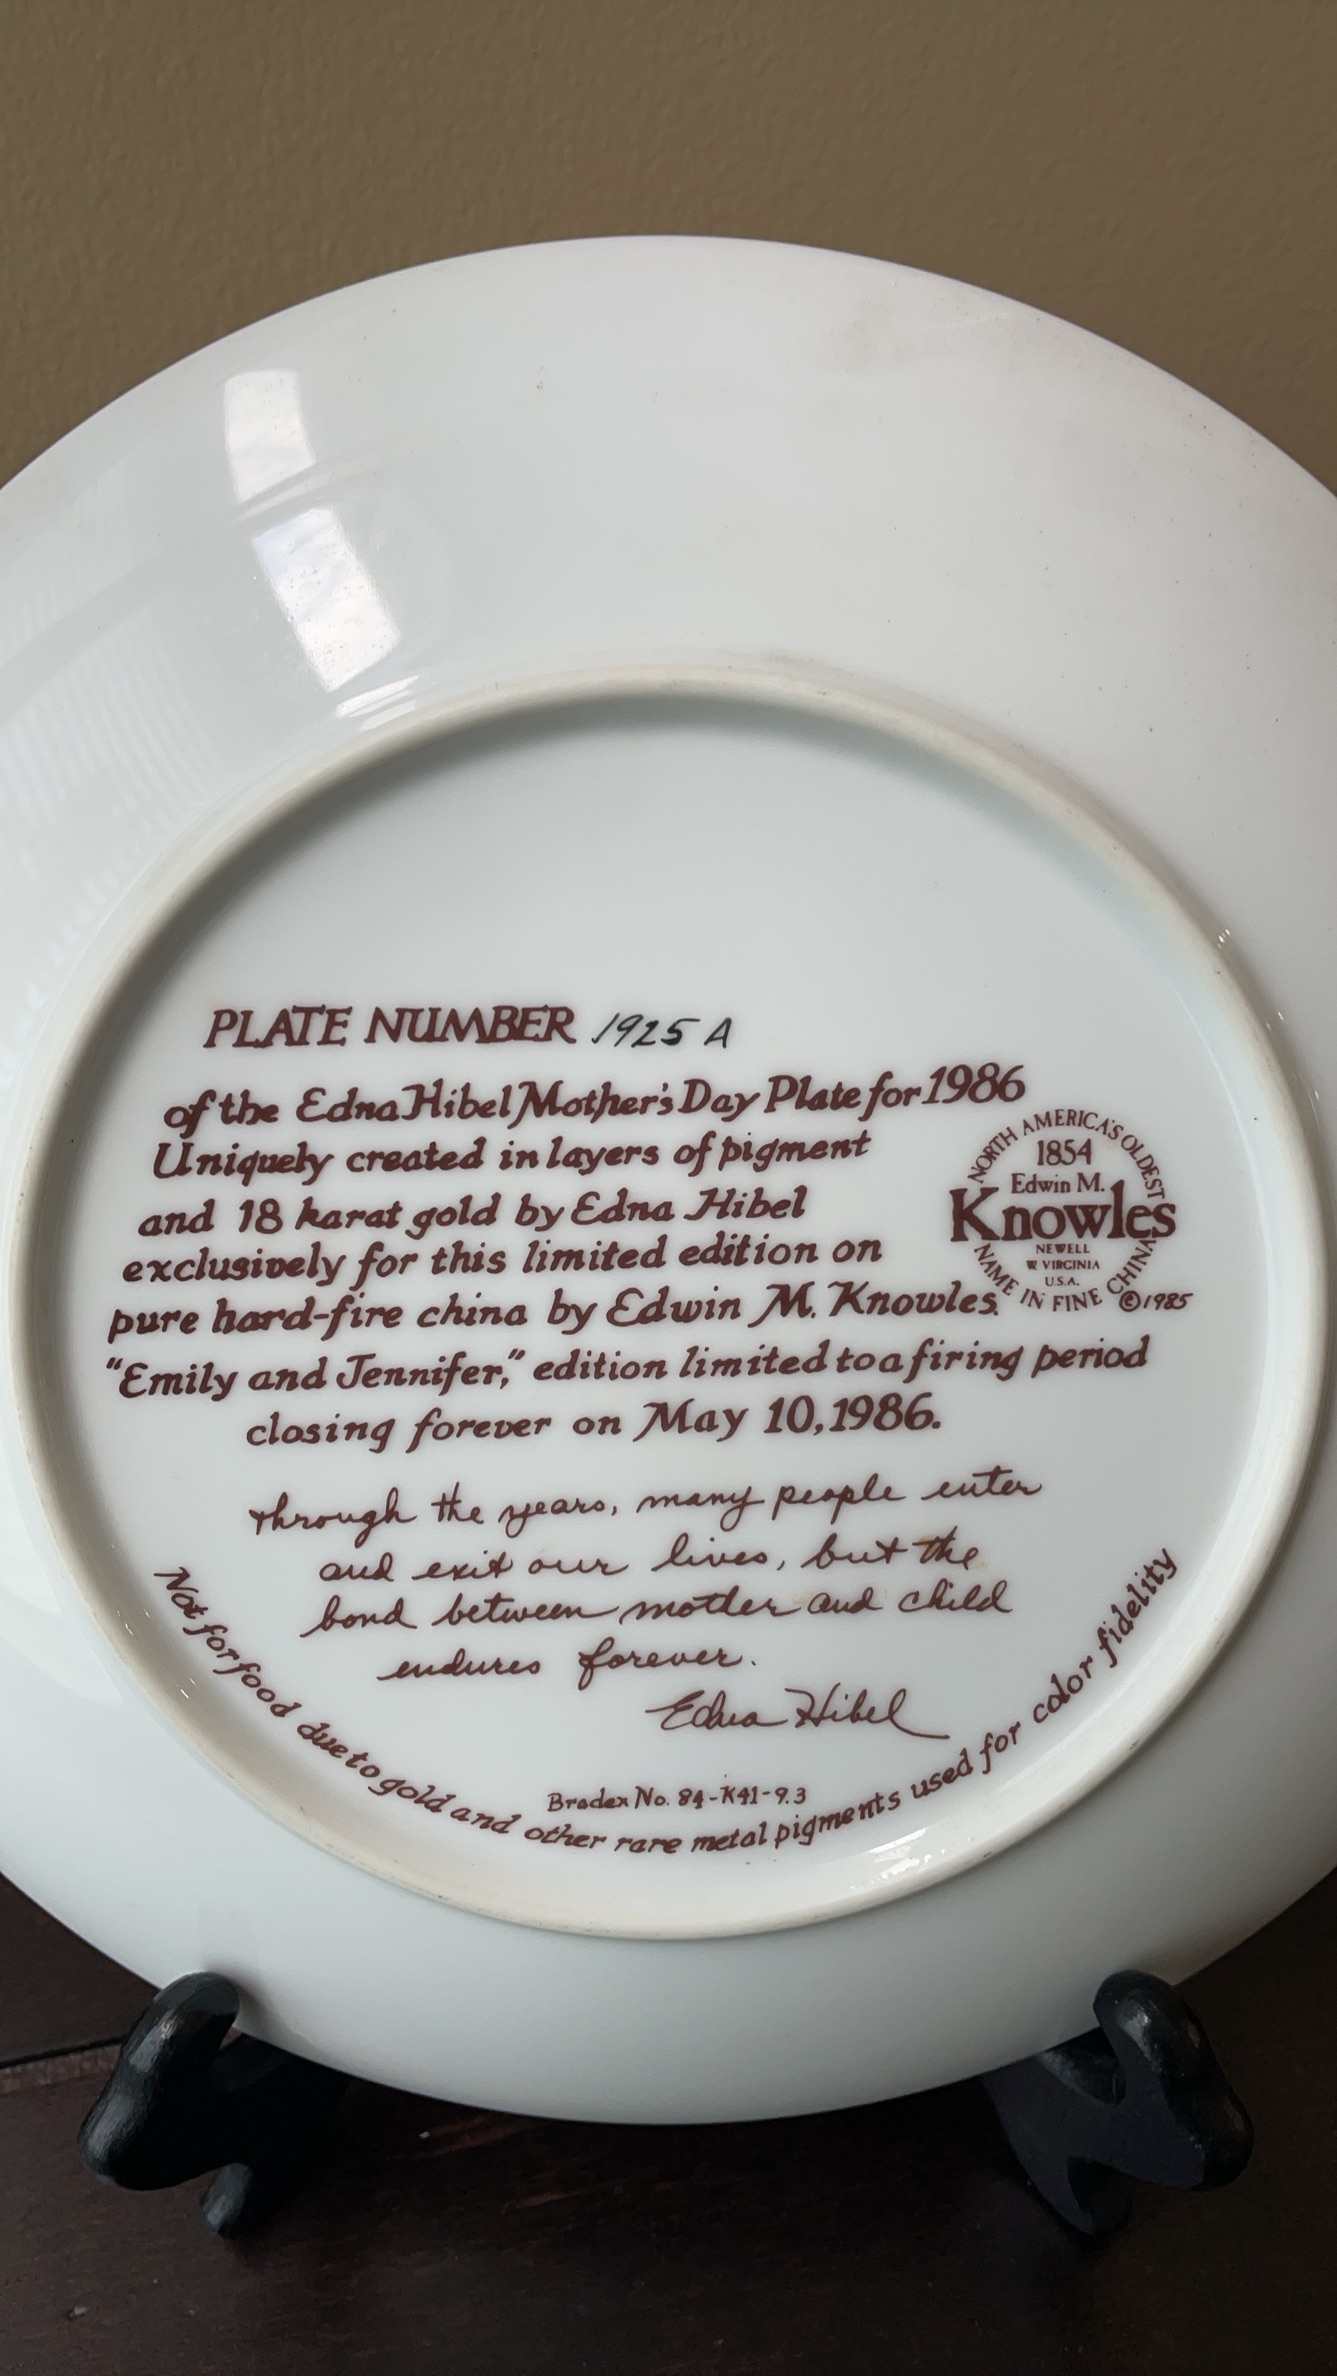 PLATE NUMBER 1925 A
of the Edna Hibel Mother's Day Plate for 1986
Uniquely created in layers of pigment
and 18 karat gold by Edna Hibel
exclusively for this limited edition on
pure hard-fire china by Edwin M. Knowles.
"Emily and Jennifer," edition limited to a firing period
closing forever on May 10, 1986.
NORTH AMERICA'S OLDEST
1854
Edwin M.
Knowles
NEWELL
W. VIRGINIA
U.S.A.
NAME IN FINE CHINA
©1985
Through the years, many people enter
and exit our lives, but the
bond between mother and child
endures forever.
Edna Hibel
Bradex No. 84-K41-9.3
Not for food due to gold and other rare metal pigments used for color fidelity